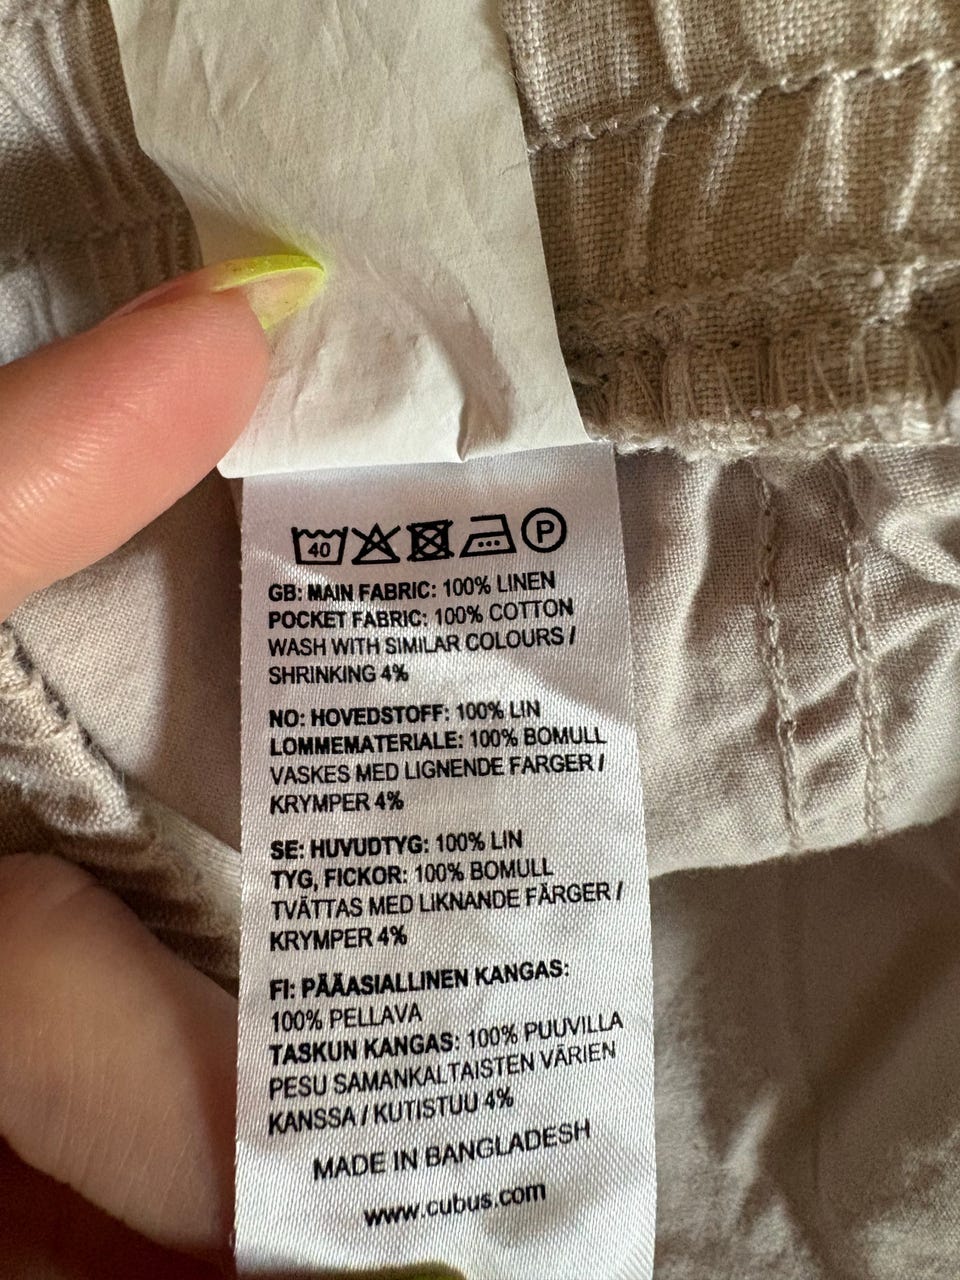 40 P
GB: MAIN FABRIC: 100% LINEN
POCKET FABRIC: 100% COTTON
WASH WITH SIMILAR COLOURS /
SHRINKING 4%
NO: HOVEDSTOFF: 100% LIN
LOMMEMATERIALE: 100% BOMULL
VASKES MED LIGNENDE FARGER /
KRYMPER 4%
SE: HUVUDTYG: 100% LIN
TYG, FICKOR: 100% BOMULL
TVÄTTAS MED LIKNANDE FÄRGER /
KRYMPER 4%
FI: PÄÄASIALLINEN KANGAS:
100% PELLAVA
TASKUN KANGAS: 100% PUUVILLA
PESU SAMANKALTAISTEN VÄRIEN
KANSSA / KUTISTUU 4%
MADE IN BANGLADESH
www.cubus.com